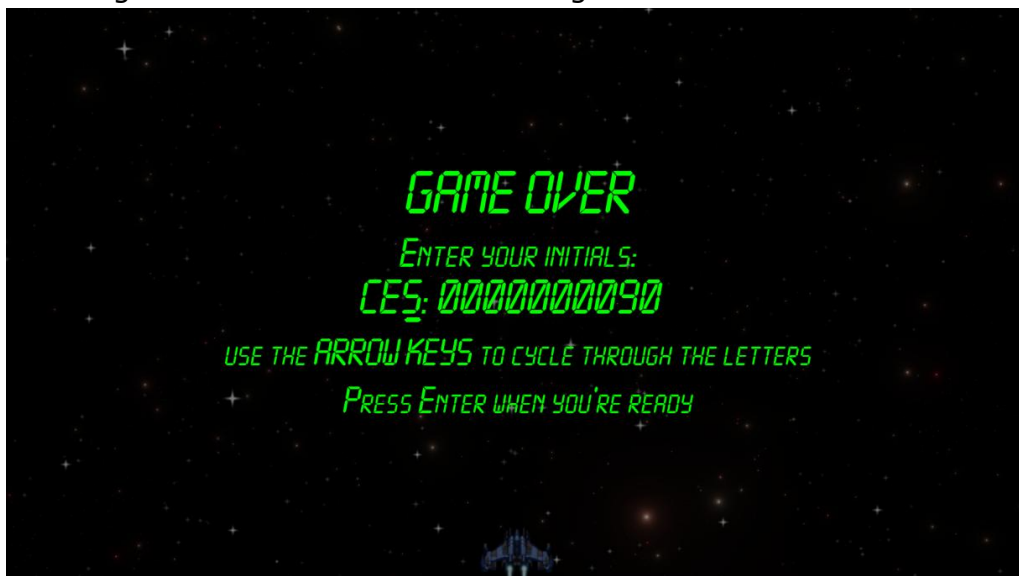 GAME OVER
ENTER YOUR INITIALS:
CES: 0000000090
USE THE ARROW KEYS TO CYCLE THROUGH THE LETTERS
PRESS ENTER WHEN YOU'RE READY